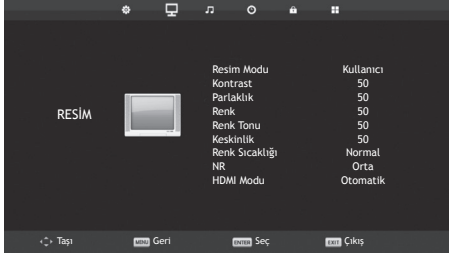 RESİM
Resim Modu Kullanıcı
Kontrast 50
Parlaklık 50
Renk 50
Renk Tonu 50
Keskinlik 50
Renk Sıcaklığı Normal
NR Orta
HDMI Modu Otomatik
Taşı MENU Geri ENTER Seç EXIT Çıkış